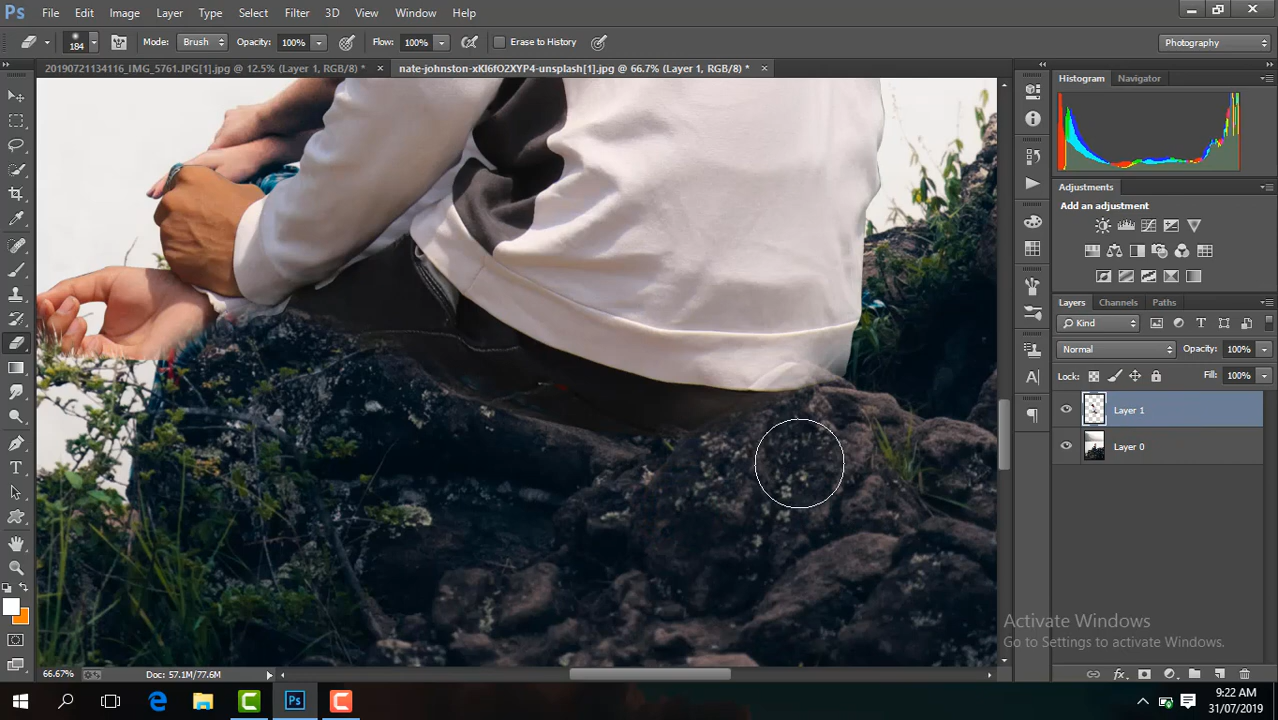 Ps File Edit Image Layer Type Select Filter 3D View Window Help
184 Mode: Brush Opacity: 100% Flow: 100% Erase to History Photography
20190721134116_IMG_5761.JPG[1].jpg @ 12.5% (Layer 1, RGB/8) * × nate-johnston-xKl6fO2XYP4-unsplash[1].jpg @ 66.7% (Layer 1, RGB/8) * ×
Histogram Navigator
Adjustments
Add an adjustment
Layers Channels Paths
Kind
Normal Opacity: 100%
Lock: Fill: 100%
Layer 1
Layer 0
Activate Windows
Go to Settings to activate Windows.
66.67% Doc: 57.1M/77.6M
Ps
9:22 AM
31/07/2019